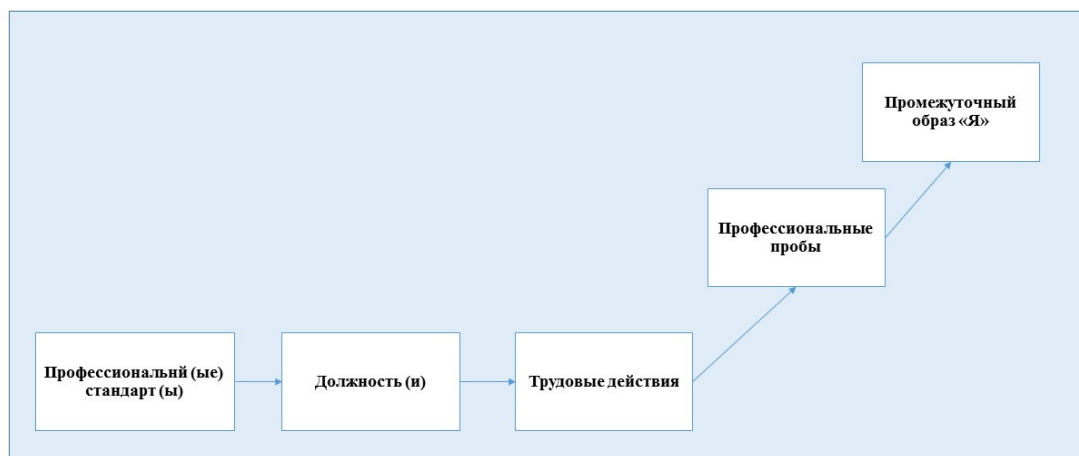 Промежуточный
образ «Я»
Профессиональные
пробы
Профессиональнй (ые)
стандарт (ы)
Должность (и)
Трудовые действия